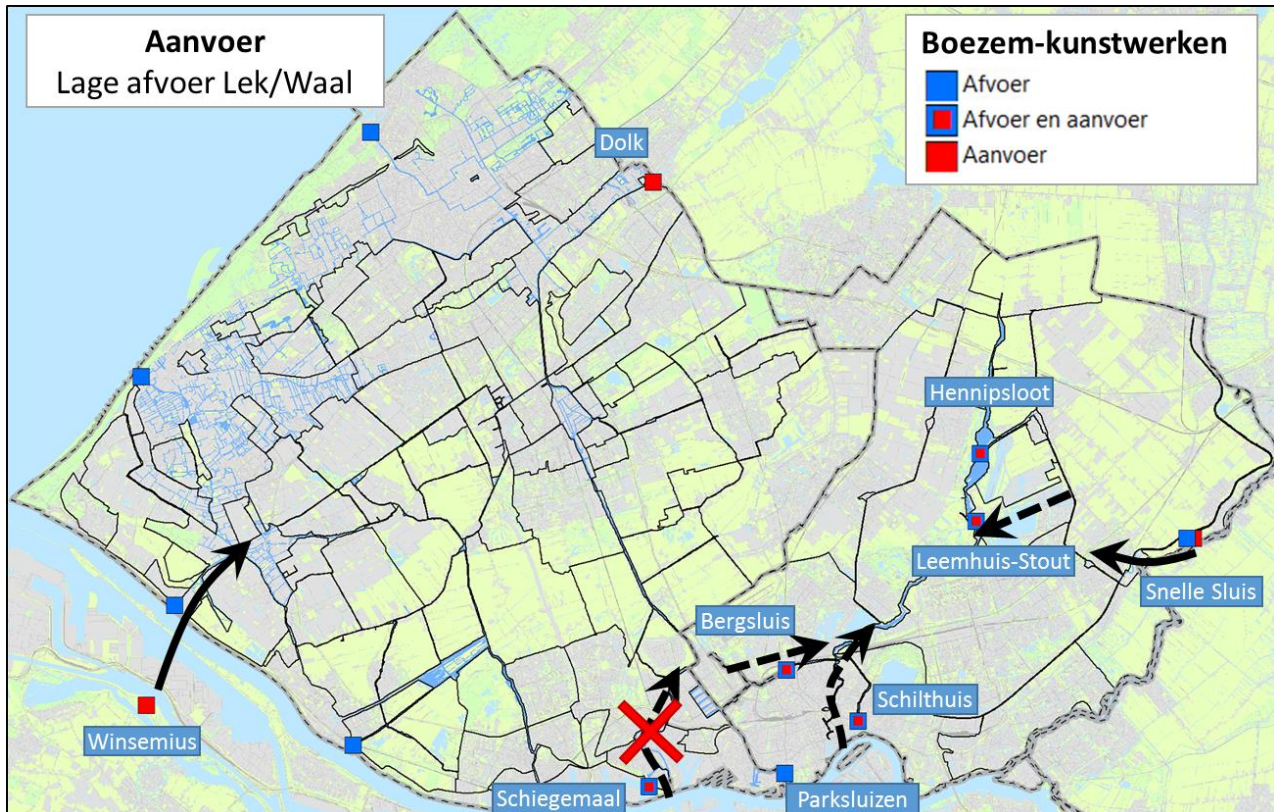 Aanvoer
Lage afvoer Lek/Waal
Boezem-kunstwerken
Afvoer
Afvoer en aanvoer
Aanvoer
Dolk
Hennipsloot
Leemhuis-Stout
Snelle Sluis
Bergsluis
Schilthuis
Winsemius
Schiegemaal
Parksluizen